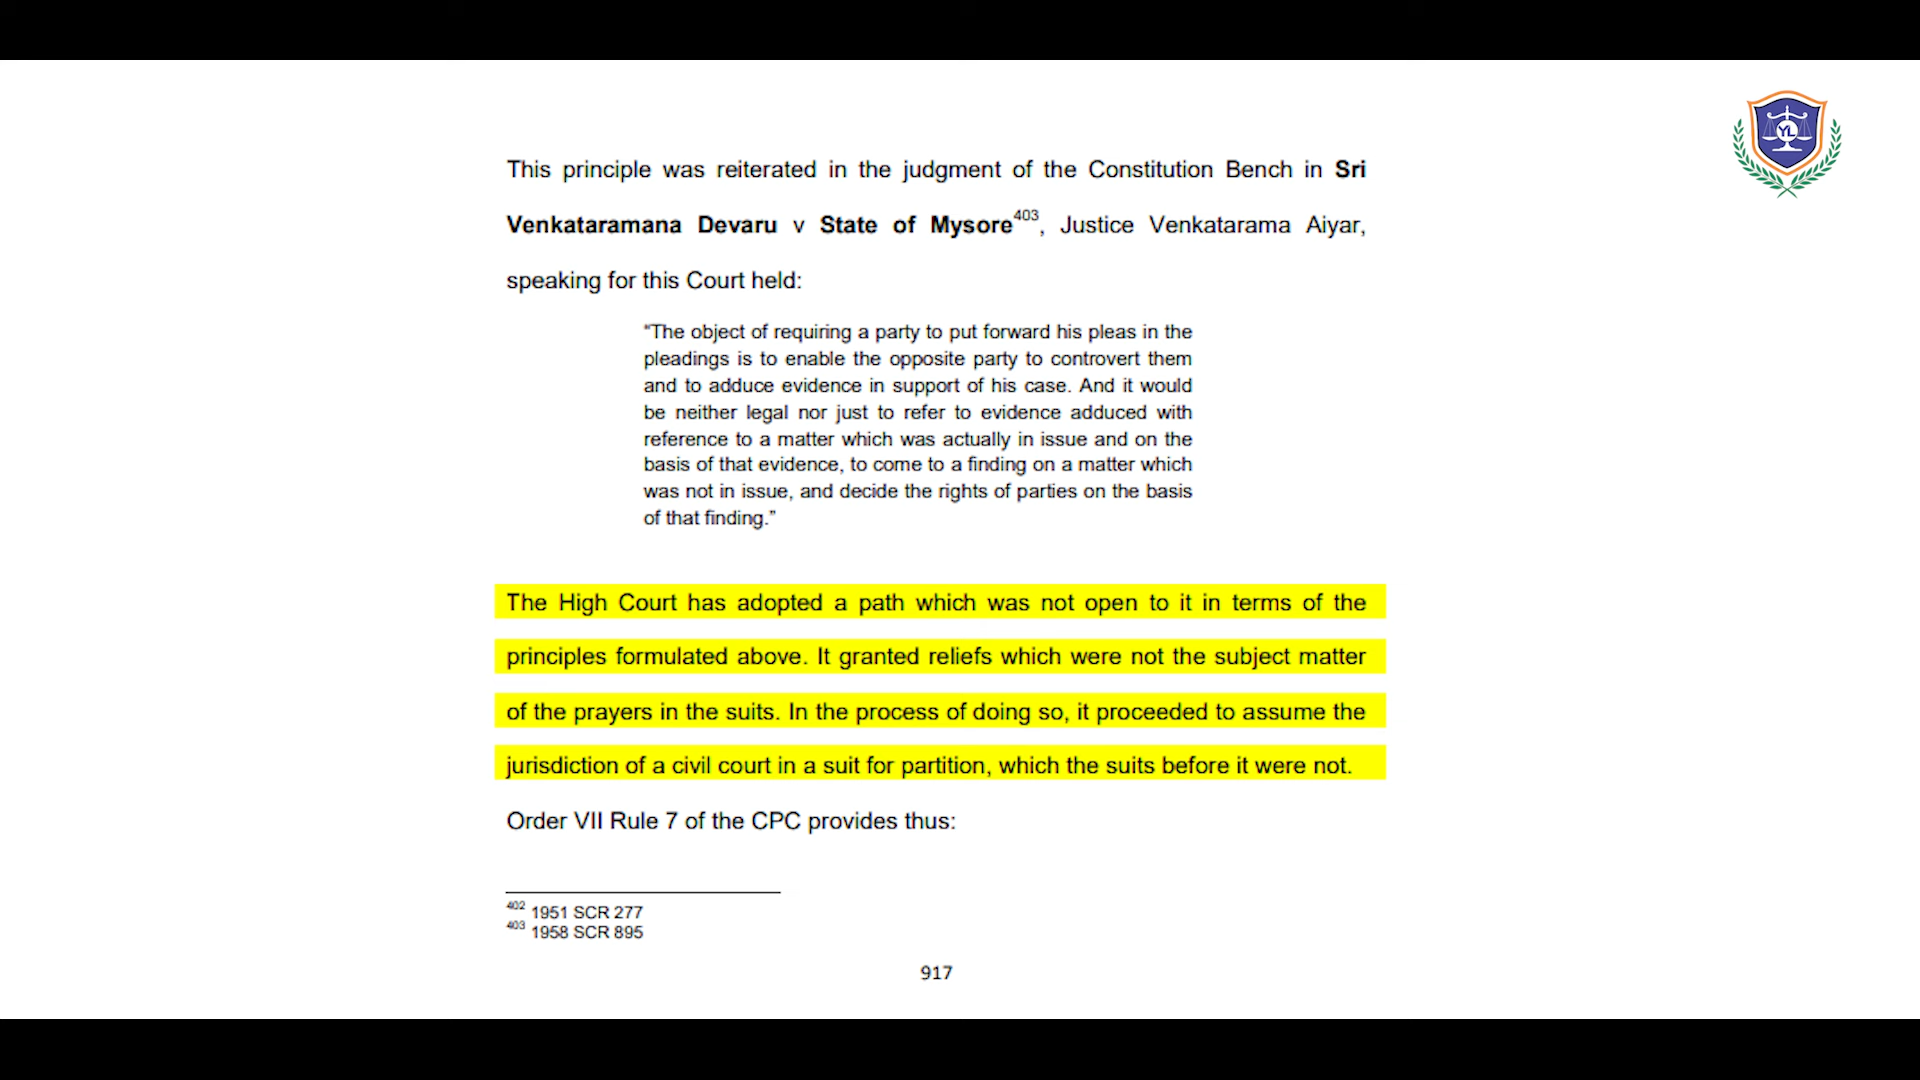 YL
This principle was reiterated in the judgment of the Constitution Bench in Sri
Venkataramana Devaru v State of Mysore403, Justice Venkatarama Aiyar,
speaking for this Court held:
“The object of requiring a party to put forward his pleas in the
pleadings is to enable the opposite party to controvert them
and to adduce evidence in support of his case. And it would
be neither legal nor just to refer to evidence adduced with
reference to a matter which was actually in issue and on the
basis of that evidence, to come to a finding on a matter which
was not in issue, and decide the rights of parties on the basis
of that finding.”
The High Court has adopted a path which was not open to it in terms of the
principles formulated above. It granted reliefs which were not the subject matter
of the prayers in the suits. In the process of doing so, it proceeded to assume the
jurisdiction of a civil court in a suit for partition, which the suits before it were not.
Order VII Rule 7 of the CPC provides thus:
402 1951 SCR 277
403 1958 SCR 895
917